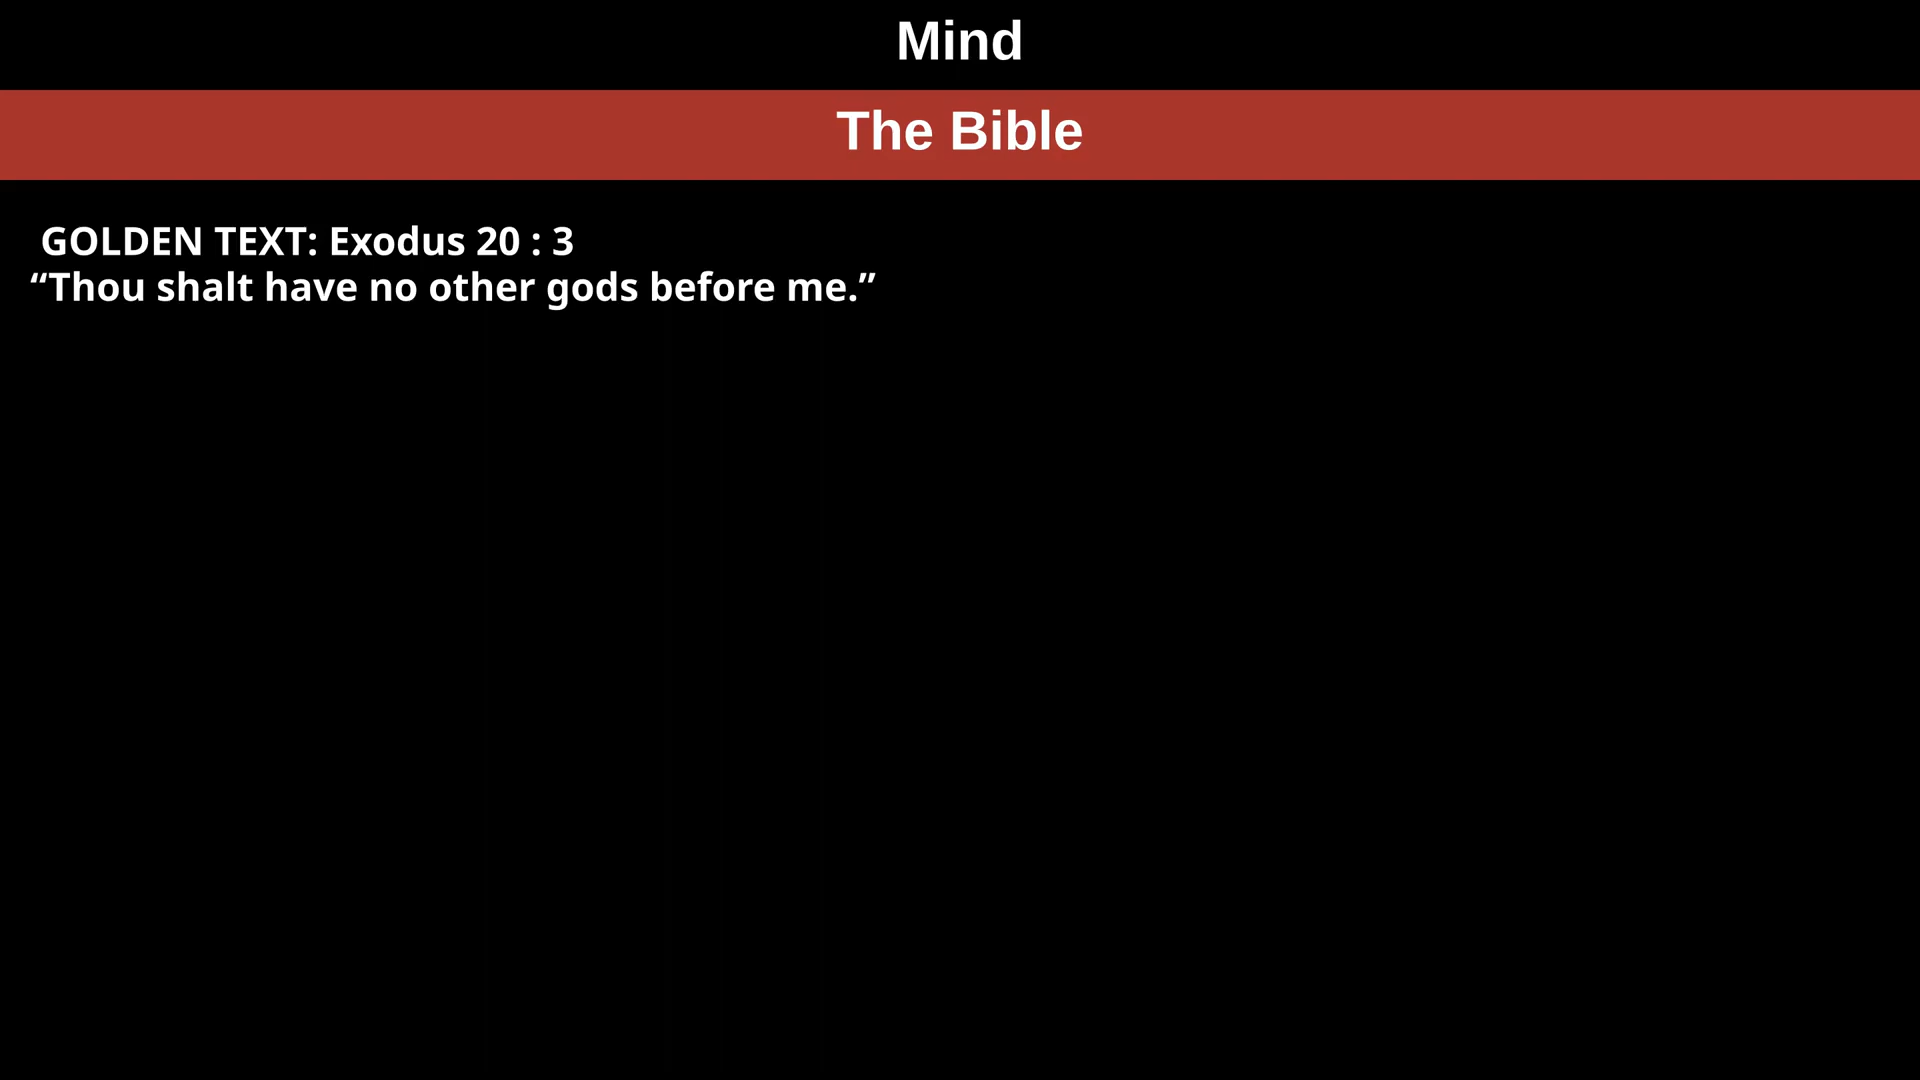 Mind
The Bible
GOLDEN TEXT: Exodus 20 : 3
“Thou shalt have no other gods before me.”